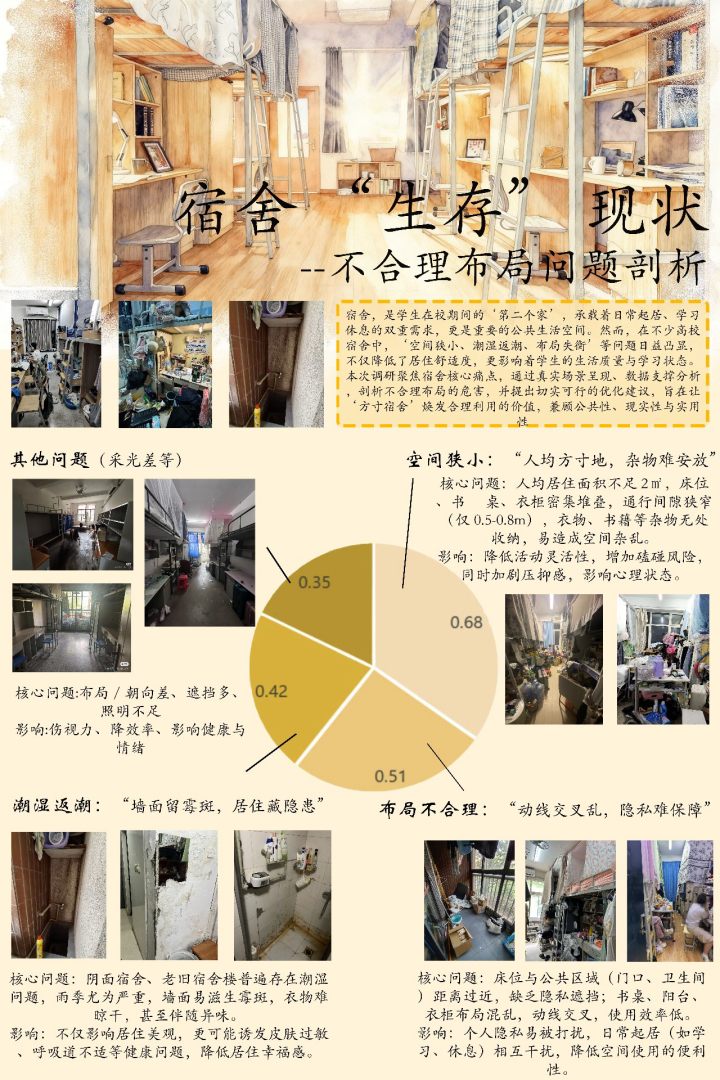 宿舍 “生存” 现状
--不合理布局问题剖析
宿舍，是学生在校期间的‘第二个家’，承载着日常起居、学习
休息的双重需求，更是重要的公共生活空间。然而，在不少高校
宿舍中，‘空间狭小、潮湿返潮、布局失衡’等问题日益凸显，
不仅降低了居住舒适度，更影响着学生的生活质量与学习状态。
本次调研聚焦宿舍核心痛点，通过真实场景呈现、数据支撑分析
，剖析不合理布局的危害，并提出切实可行的优化建议，旨在让
‘方寸宿舍’焕发合理利用的价值，兼顾公共性、现实性与实用
性
其他问题（采光差等）
空间狭小：“人均方寸地，杂物难安放”
核心问题：人均居住面积不足2㎡，床位
、书 桌、衣柜密集堆叠，通行间隙狭窄
（仅0.5-0.8m），衣物、书籍等杂物无处
收纳，易造成空间杂乱。
影响：降低活动灵活性，增加磕碰风险，
同时加剧压抑感，影响心理状态。
0.35
0.68
0.42
0.51
核心问题:布局/朝向差、遮挡多、
照明不足
影响:伤视力、降效率、影响健康与
情绪
潮湿返潮：“墙面留霉斑，居住藏隐患”
布局不合理：“动线交叉乱，隐私难保障”
核心问题：阴面宿舍、老旧宿舍楼普遍存在潮湿
问题，雨季尤为严重，墙面易滋生霉斑，衣物难
晾干，甚至伴随异味。
影响：不仅影响居住美观，更可能诱发皮肤过敏
、呼吸道不适等健康问题，降低居住幸福感。
核心问题：床位与公共区域（门口、卫生间
）距离过近，缺乏隐私遮挡；书桌、阳台、
衣柜布局混乱，动线交叉，使用效率低。
影响：个人隐私易被打扰，日常起居（如学
习、休息）相互干扰，降低空间使用的便利
性。